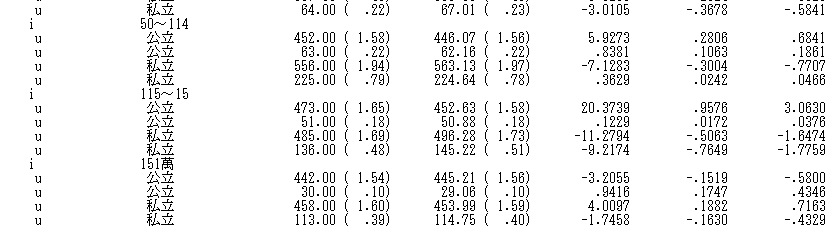 u 私立 64.00 ( .22) 67.01 ( .23) -3.0105 -.3678 -.5841
i 50~114
u 公立 452.00 ( 1.58) 446.07 ( 1.56) 5.9273 .2806 .6841
u 公立 63.00 ( .22) 62.16 ( .22) .8381 .1063 .1861
u 私立 556.00 ( 1.94) 563.13 ( 1.97) -7.1283 -.3004 -.7707
u 私立 225.00 ( .79) 224.64 ( .78) .3629 .0242 .0466
i 115~15
u 公立 473.00 ( 1.65) 452.63 ( 1.58) 20.3739 .9576 3.0630
u 公立 51.00 ( .18) 50.88 ( .18) .1229 .0172 .0376
u 私立 485.00 ( 1.69) 496.28 ( 1.73) -11.2794 -.5063 -1.6474
u 私立 136.00 ( .48) 145.22 ( .51) -9.2174 -.7649 -1.7759
i 151萬
u 公立 442.00 ( 1.54) 445.21 ( 1.56) -3.2055 -.1519 -.5800
u 公立 30.00 ( .10) 29.06 ( .10) .9416 .1747 .4346
u 私立 458.00 ( 1.60) 453.99 ( 1.59) 4.0097 .1882 .7163
u 私立 113.00 ( .39) 114.75 ( .40) -1.7458 -.1630 -.4329